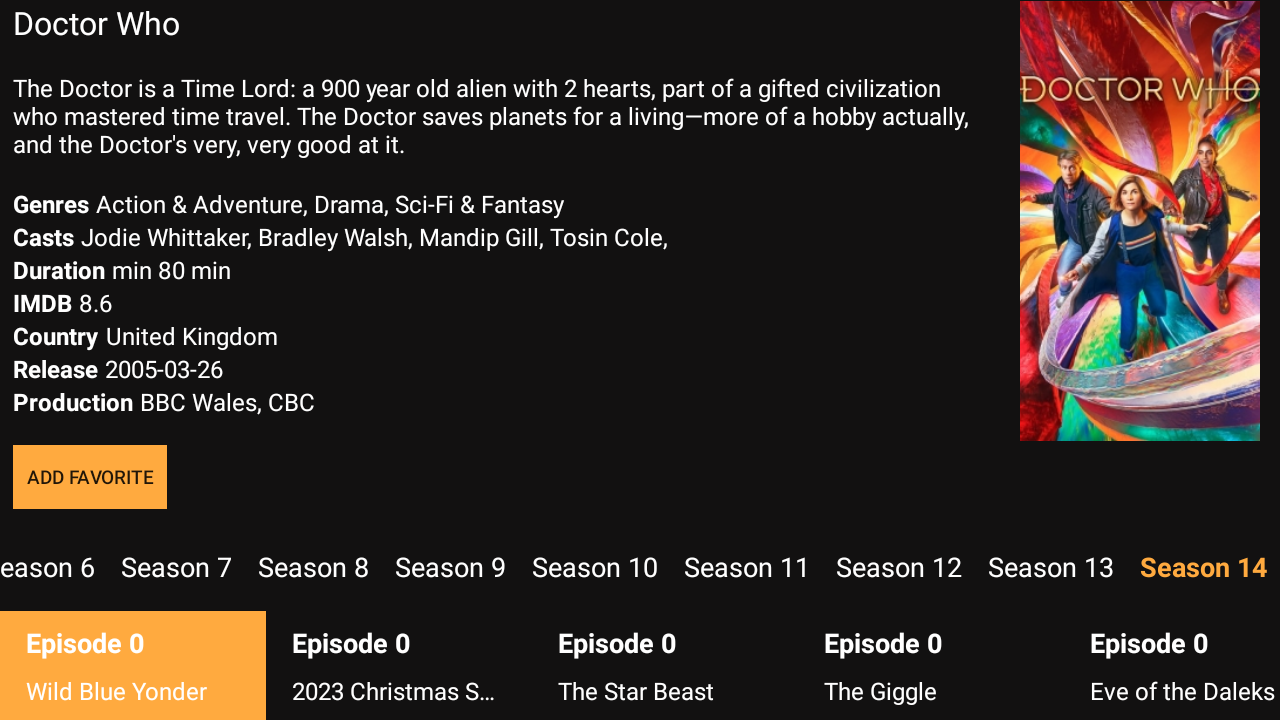 Doctor Who
DOCTOR WHO
The Doctor is a Time Lord: a 900 year old alien with 2 hearts, part of a gifted civilization
who mastered time travel. The Doctor saves planets for a living—more of a hobby actually,
and the Doctor's very, very good at it.
Genres Action & Adventure, Drama, Sci-Fi & Fantasy
Casts Jodie Whittaker, Bradley Walsh, Mandip Gill, Tosin Cole,
Duration min 80 min
IMDB 8.6
Country United Kingdom
Release 2005-03-26
Production BBC Wales, CBC
ADD FAVORITE
eason 6 Season 7 Season 8 Season 9 Season 10 Season 11 Season 12 Season 13 Season 14
Episode 0 Episode 0 Episode 0 Episode 0 Episode 0
Wild Blue Yonder 2023 Christmas S... The Star Beast The Giggle Eve of the Daleks